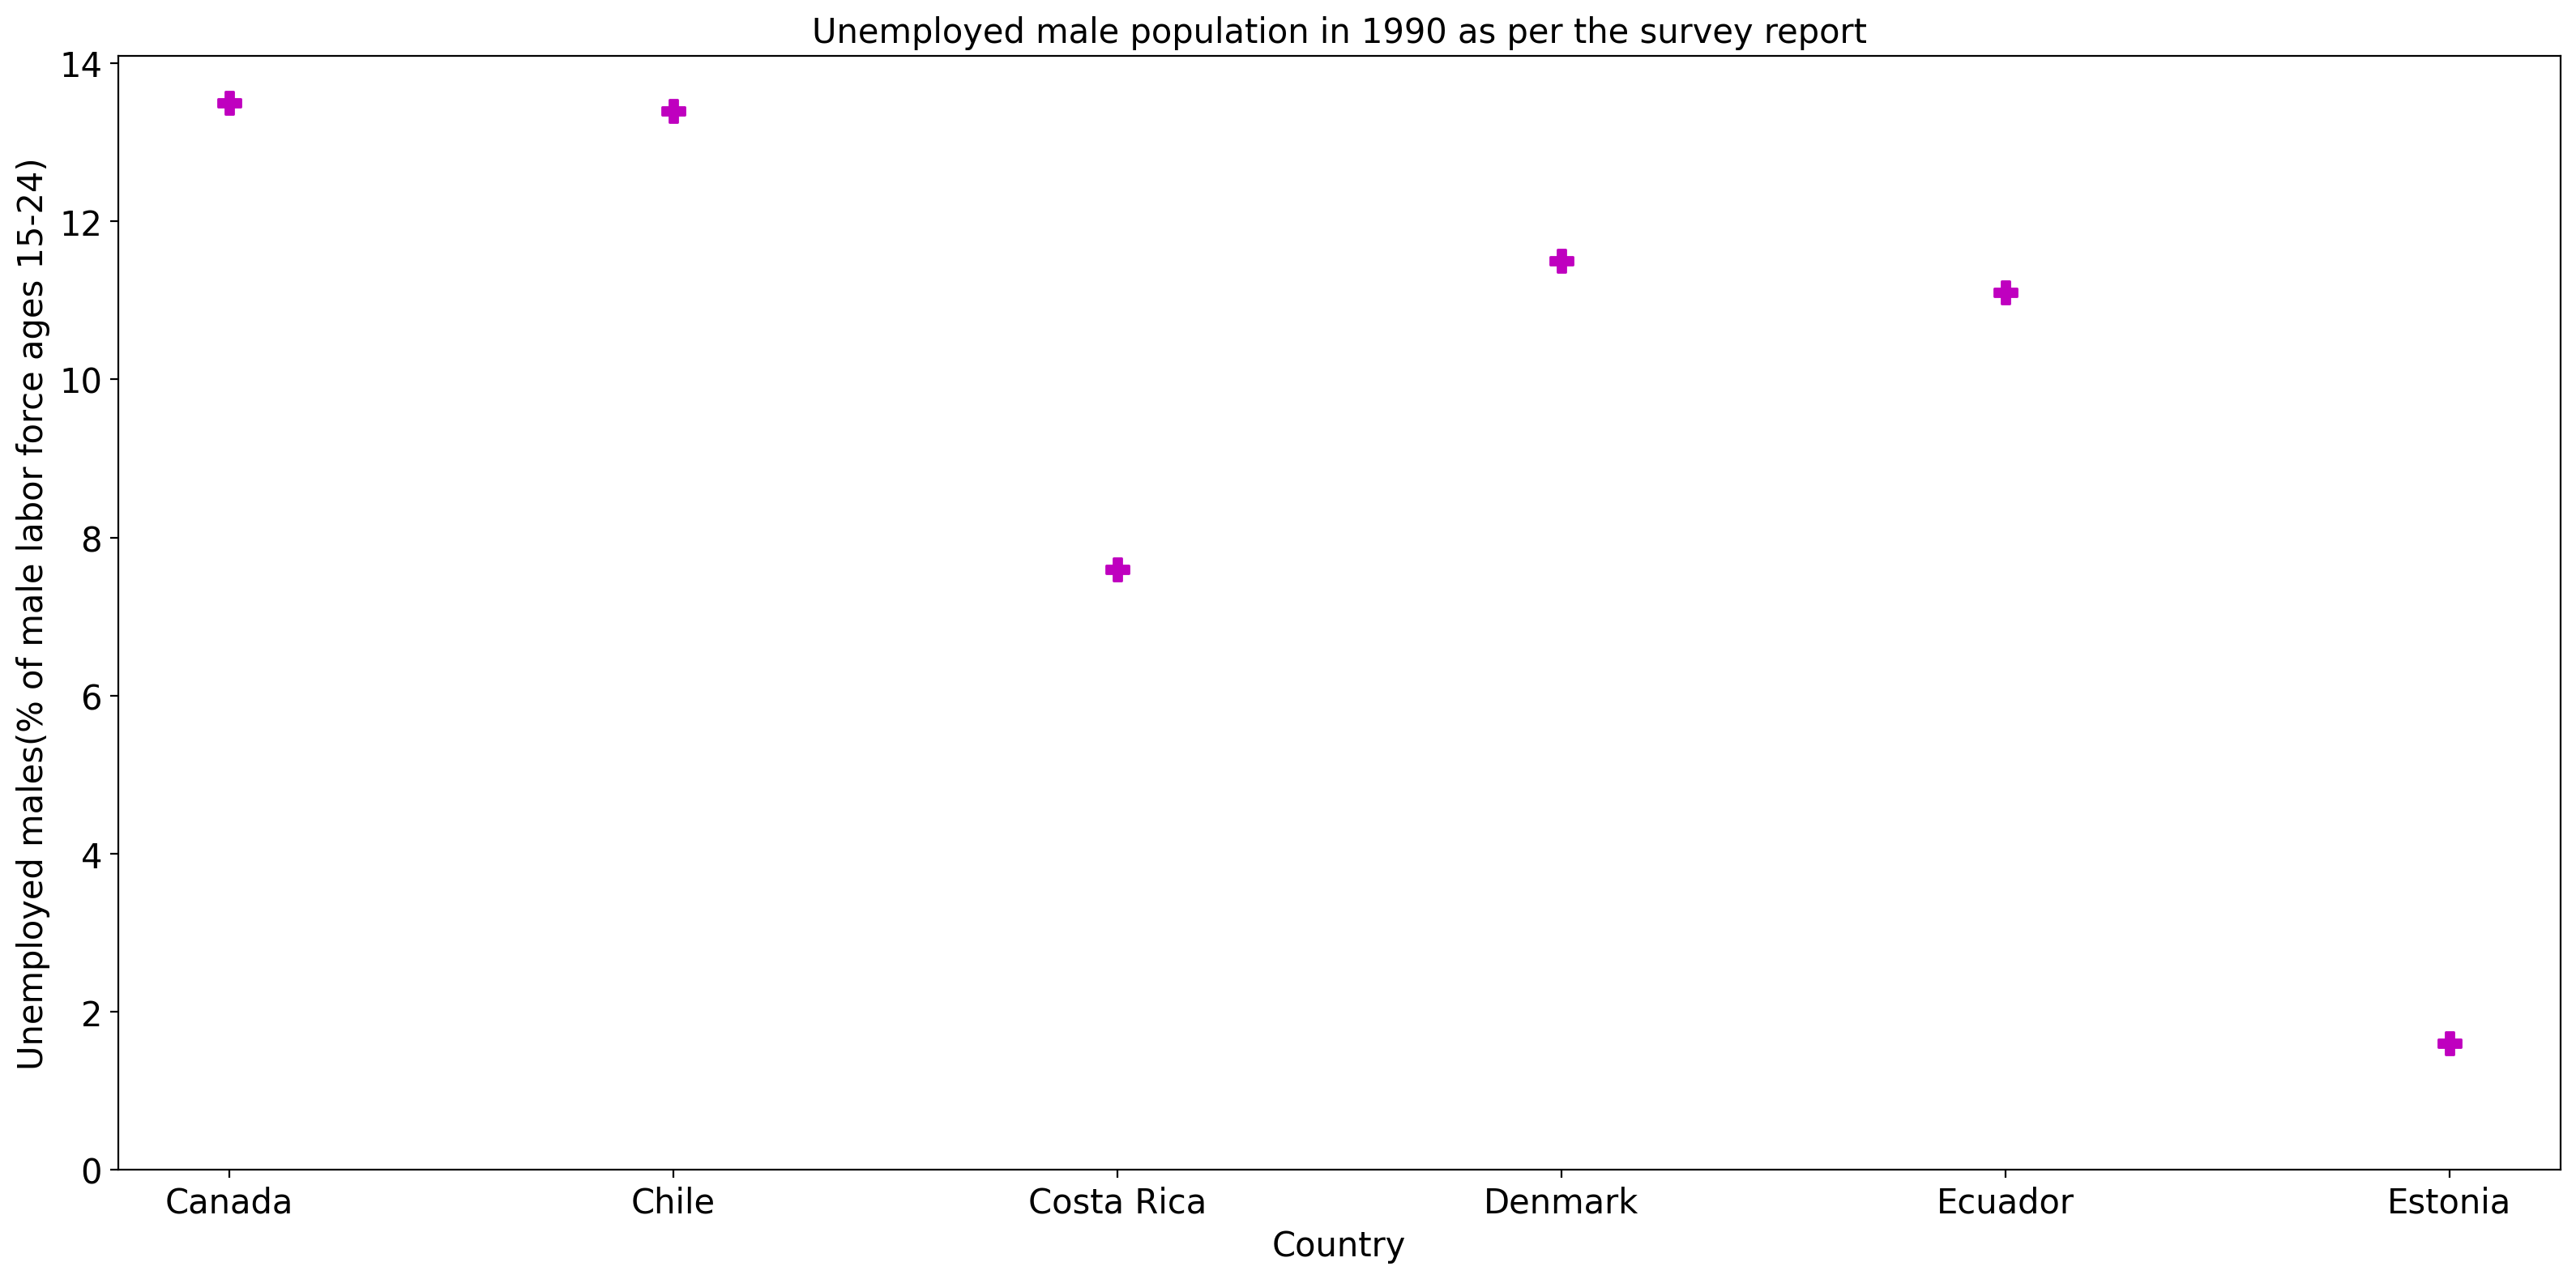 Unemployed male population in 1990 as per the survey report
Unemployed males(% of male labor force ages 15-24)
14
12
10
8
6
4
2
0
Canada Chile Costa Rica Denmark Ecuador Estonia
Country